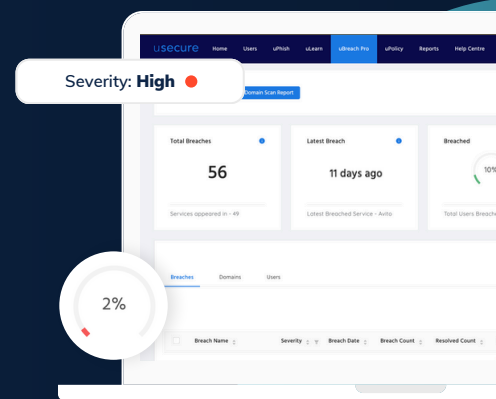 usecure Home Users uPhish uLearn uBreach Pro uPolicy Reports Help Centre
Severity: High
Domain Scan Report
Total Breaches Latest Breach Breached
56 11 days ago 10%
Services appeared in - 49 Latest Breached Service - Avito Total Users Breache
Breaches Domains Users
2%
Breach Name Severity Breach Date Breach Count Resolved Count